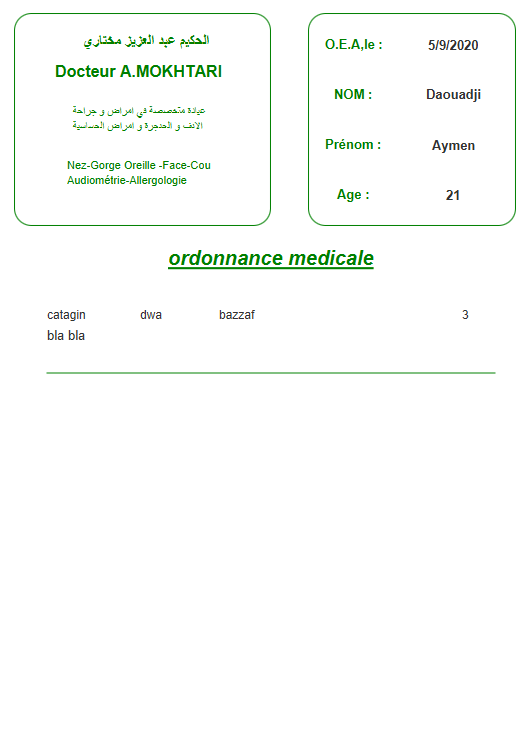 الحكيم عبد العزيز مختاري
Docteur A.MOKHTARI
عيادة متخصصة في امراض و جراحة
الانف و الحنجرة و امراض الحساسية
Nez-Gorge Oreille -Face-Cou
Audiométrie-Allergologie
O.E.A,le : 5/9/2020
NOM : Daouadji
Prénom : Aymen
Age : 21
ordonnance medicale
catagin dwa bazzaf 3
bla bla